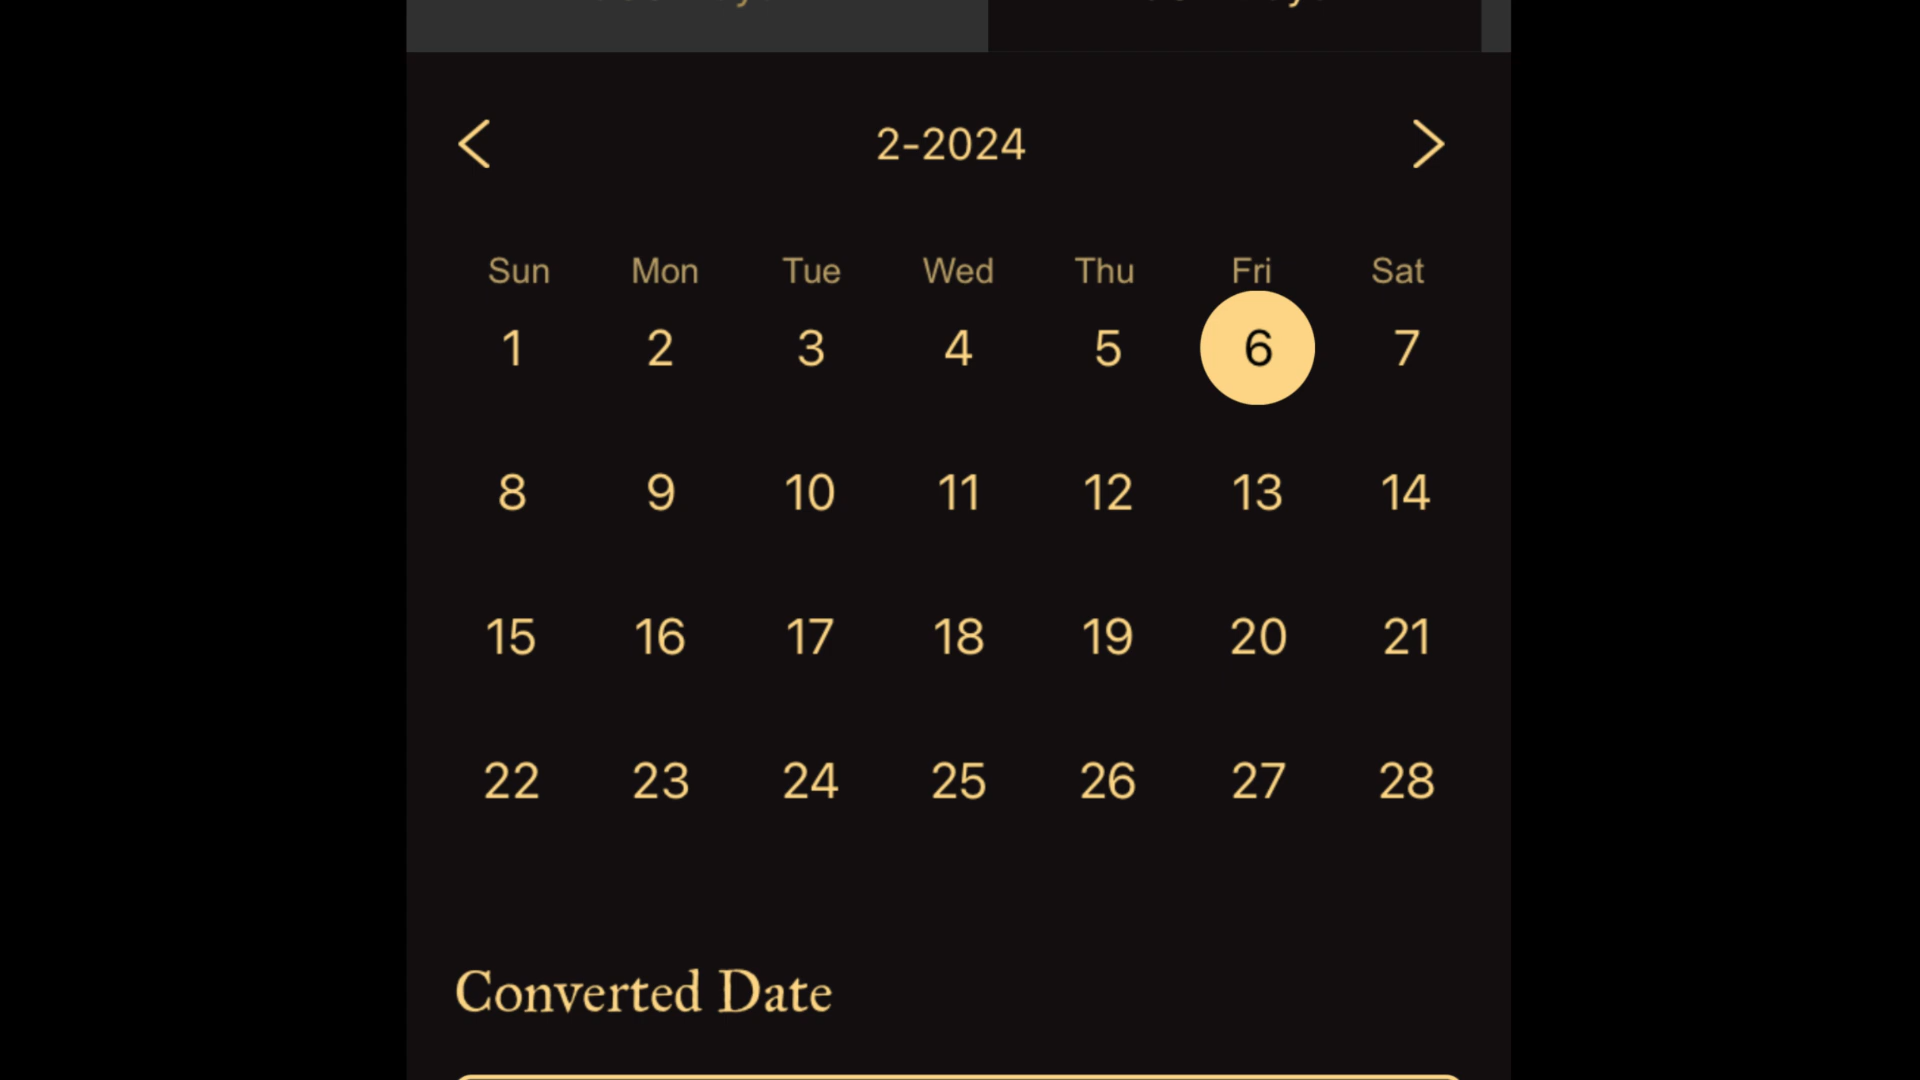 2-2024
Sun Mon Tue Wed Thu Fri Sat
1 2 3 4 5 6 7
8 9 10 11 12 13 14
15 16 17 18 19 20 21
22 23 24 25 26 27 28
Converted Date